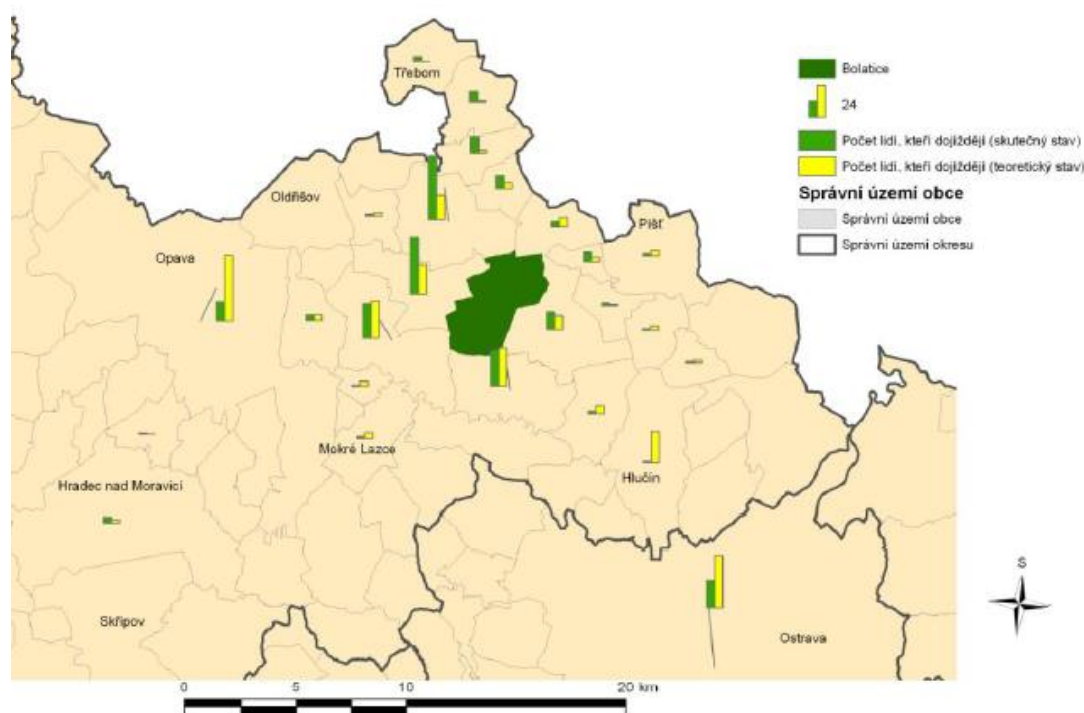 Třebom
Oldřišov
Píšť
Opava
Mokré Lazce
Hlučín
Hradec nad Moravicí
Skřipov
Ostrava
Bolatice
24
Počet lidí, kteří dojíždějí (skutečný stav)
Počet lidí, kteří dojíždějí (teoretický stav)
Správní území obce
Správní území obce
Správní území okresu
S
0 5 10 20 km